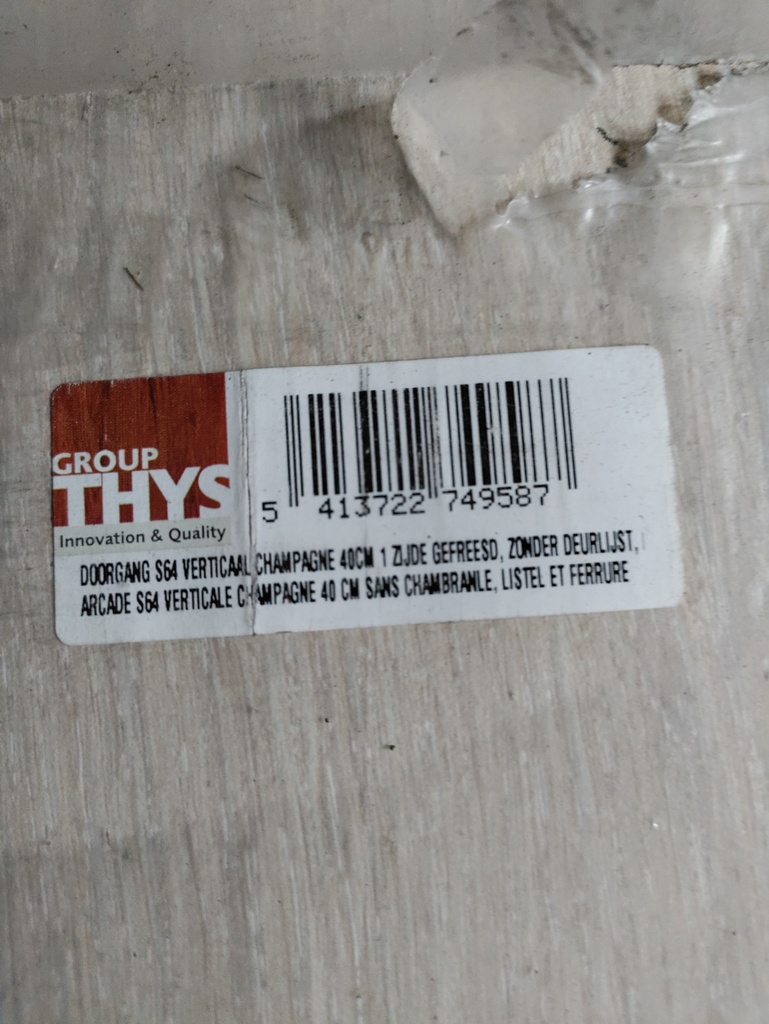 GROUP
THYS
Innovation & Quality
5 413722 749587
DOORGANG S64 VERTICAAL CHAMPAGNE 40CM 1 ZIJDE GEFREESD, ZONDER DEURLIJST,
ARCADE S64 VERTICALE CHAMPAGNE 40 CM SANS CHAMBRANLE, LISTEL ET FERRURE